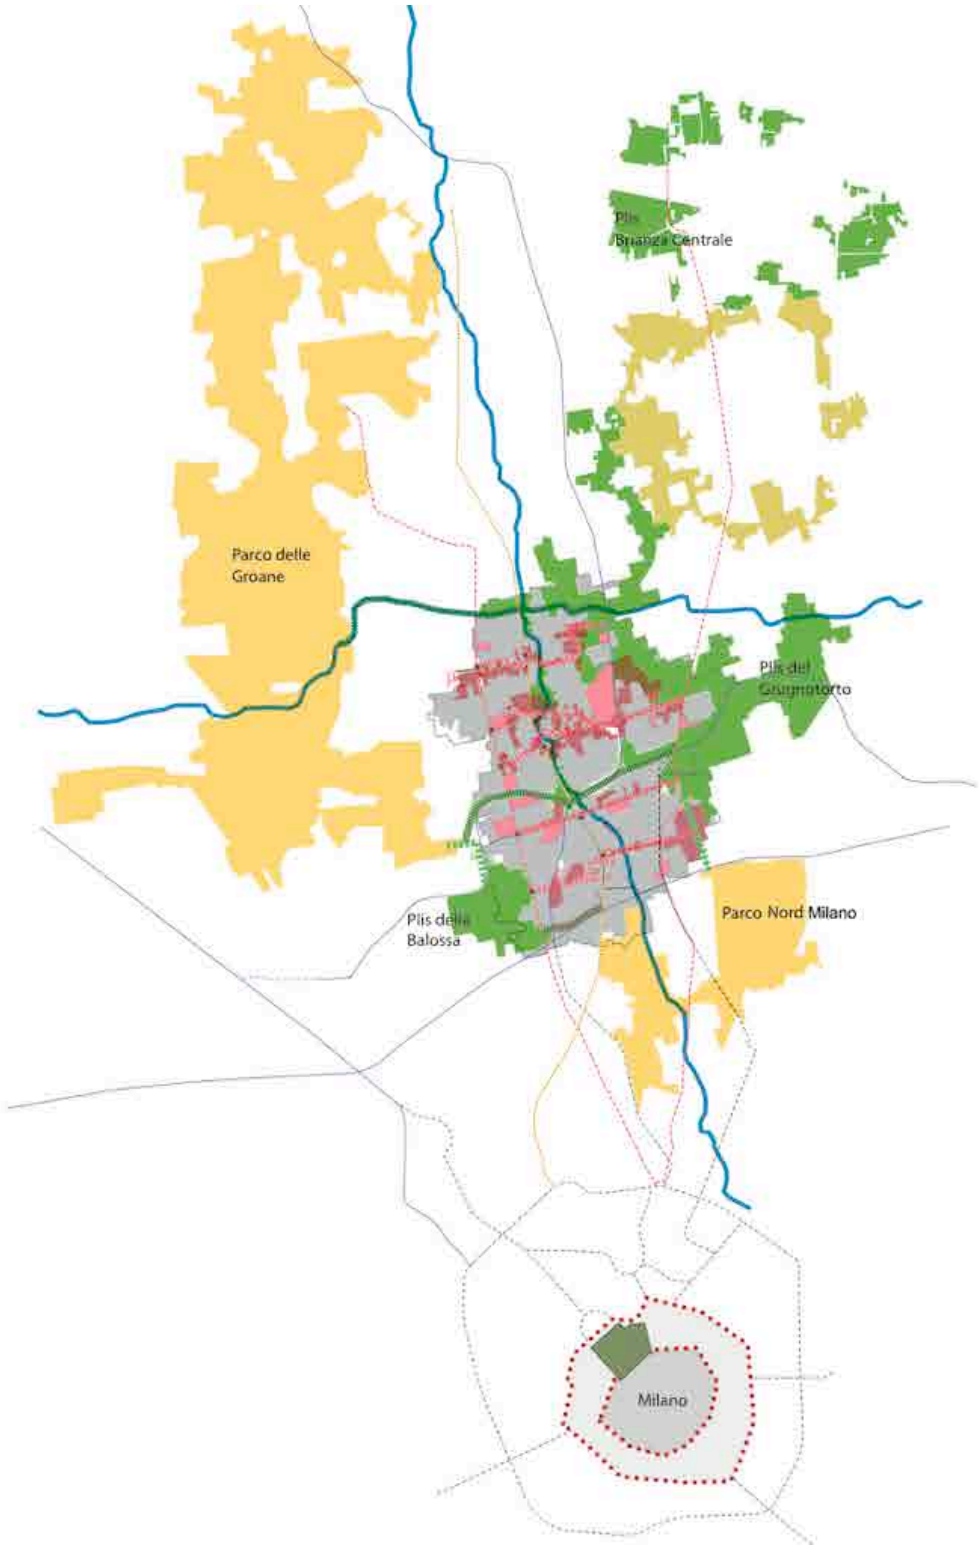 Plis
Brianza Centrale
Parco delle
Groane
Plis del
Grugnotorto
Plis della
Balossa
Parco Nord Milano
Milano